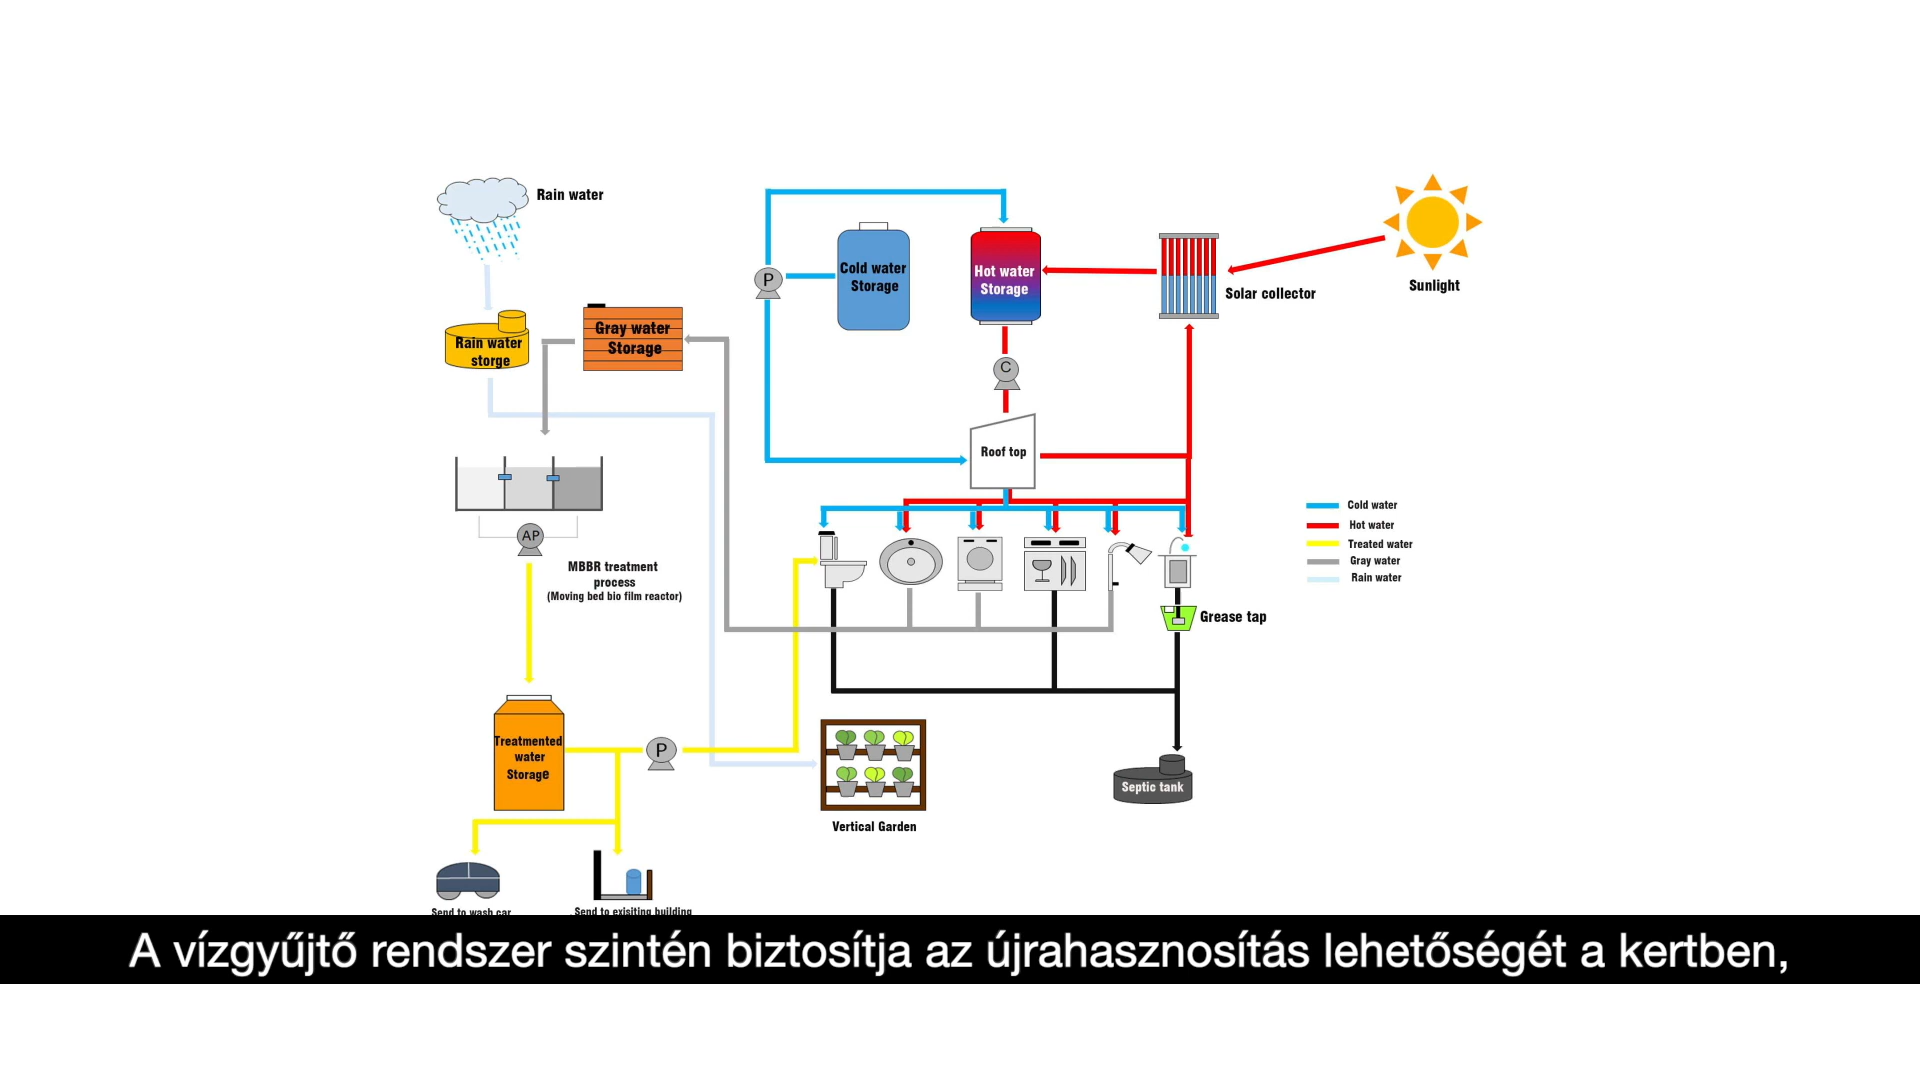 Rain water
Cold water
Storage
Hot water
Storage
Solar collector
Sunlight
P
Rain water
storge
Gray water
Storage
C
Roof top
AP
MBBR treatment
process
(Moving bed bio film reactor)
Cold water
Hot water
Treated water
Gray water
Rain water
Grease tap
Treatmented
water
Storage
P
Septic tank
Vertical Garden
Send to wash car
Send to exisiting building
A vízgyűjtő rendszer szintén biztosítja az újrahasznosítás lehetőségét a kertben,